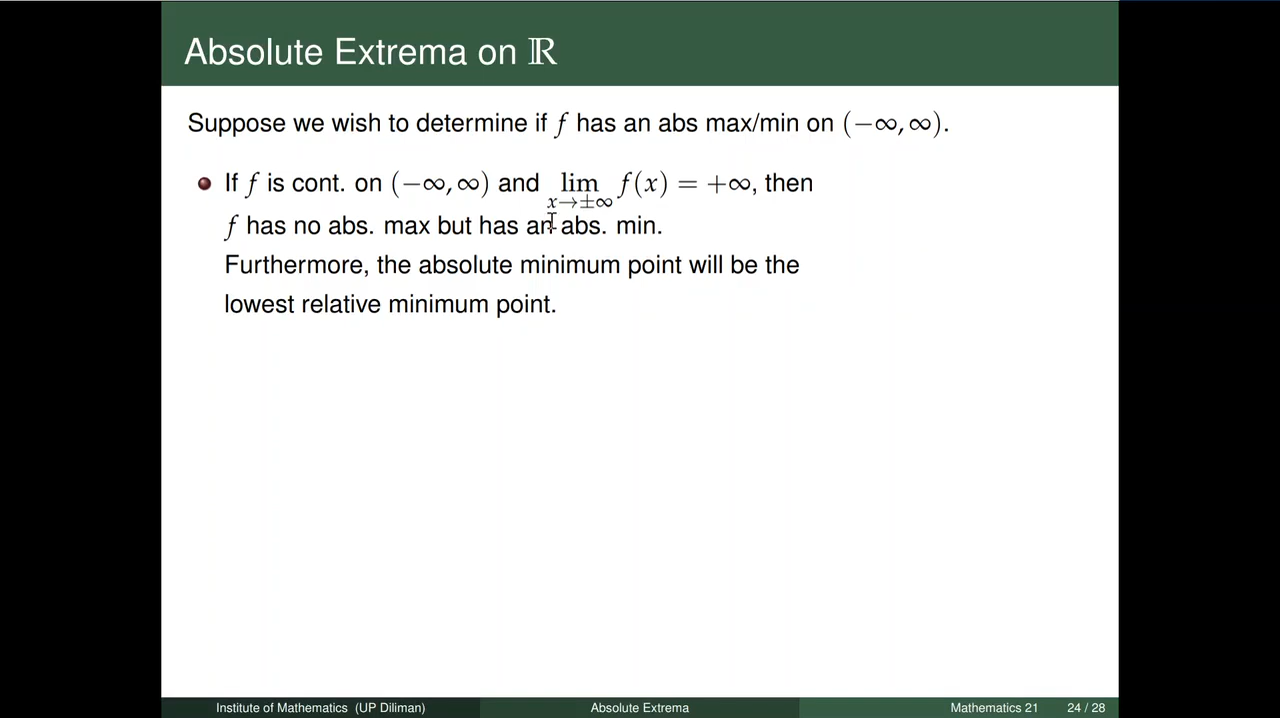 Absolute Extrema on ℝ
Suppose we wish to determine if f has an abs max/min on (−∞, ∞).
If f is cont. on (−∞, ∞) and lim x→±∞ f(x) = +∞, then
f has no abs. max but has an abs. min.
Furthermore, the absolute minimum point will be the
lowest relative minimum point.
Institute of Mathematics (UP Diliman) Absolute Extrema Mathematics 21 24 / 28